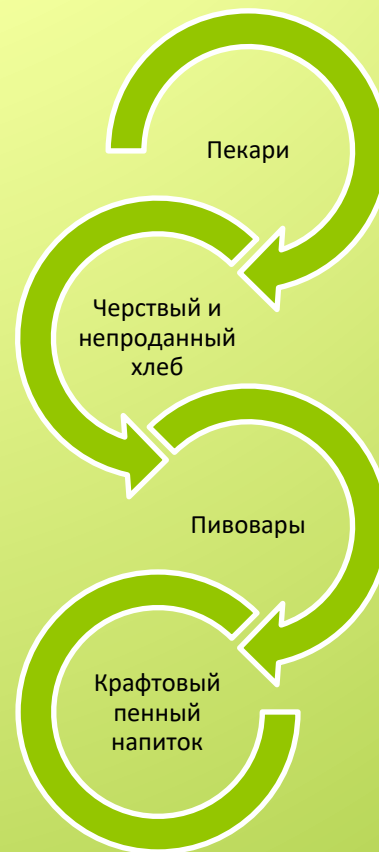 Пекари
Черствый и
непроданный
хлеб
Пивовары
Крафтовый
пенный
напиток